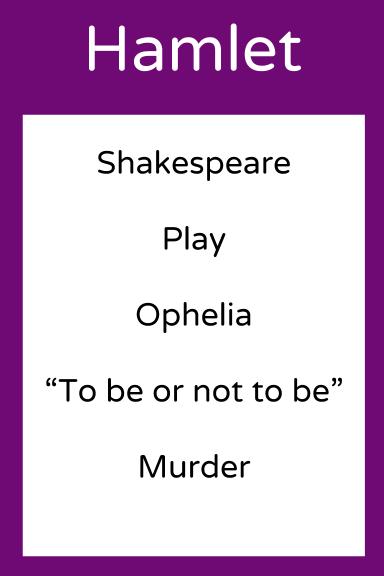 Hamlet
Shakespeare
Play
Ophelia
“To be or not to be”
Murder